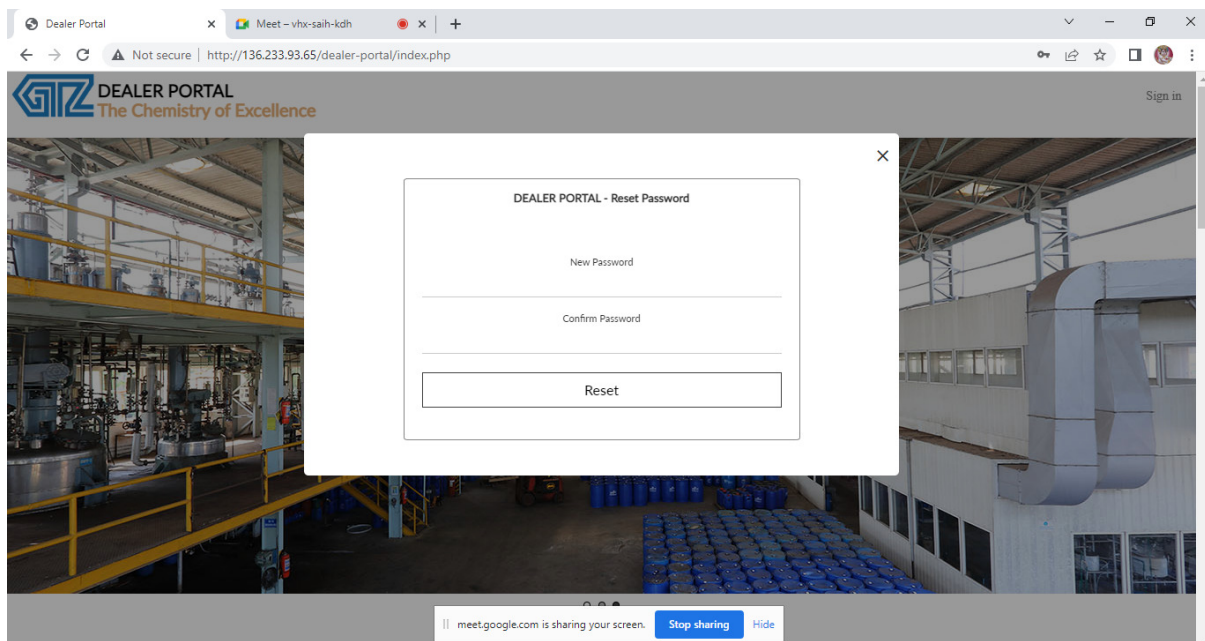 Dealer Portal
Meet – vhx-saih-kdh
Not secure | http://136.233.93.65/dealer-portal/index.php
GTZ DEALER PORTAL
The Chemistry of Excellence
Sign in
DEALER PORTAL - Reset Password
New Password
Confirm Password
Reset
meet.google.com is sharing your screen. Stop sharing Hide